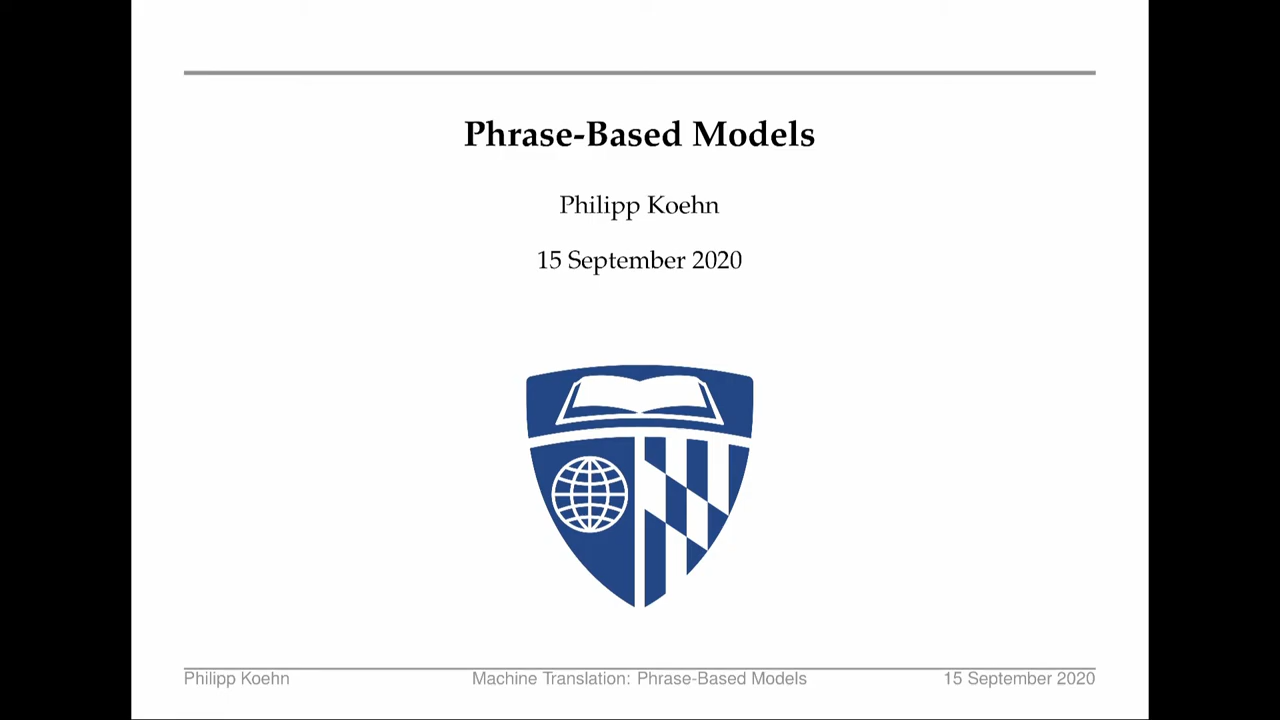 Phrase-Based Models
Philipp Koehn
15 September 2020
Philipp Koehn
Machine Translation: Phrase-Based Models
15 September 2020